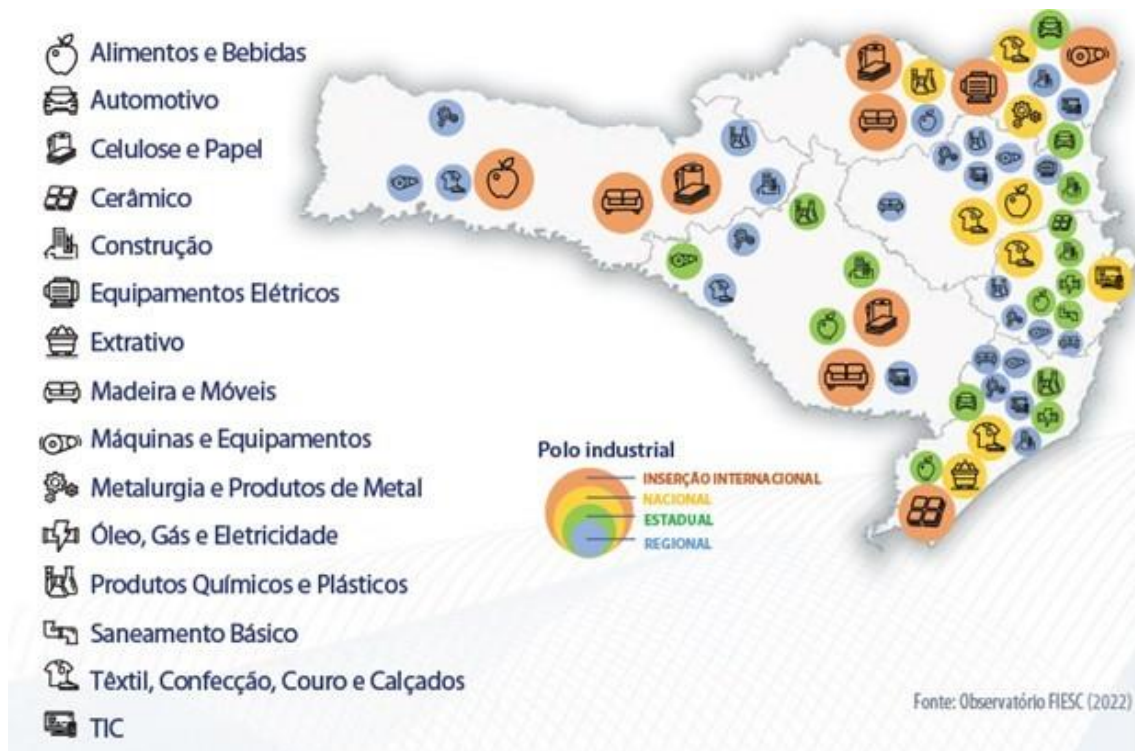 Alimentos e Bebidas
Automotivo
Celulose e Papel
Cerâmico
Construção
Equipamentos Elétricos
Extrativo
Madeira e Móveis
Máquinas e Equipamentos
Metalurgia e Produtos de Metal
Óleo, Gás e Eletricidade
Produtos Químicos e Plásticos
Saneamento Básico
Têxtil, Confecção, Couro e Calçados
TIC
Polo industrial
INSERÇÃO INTERNACIONAL
NACIONAL
ESTADUAL
REGIONAL
Fonte: Observatório FIESC (2022)